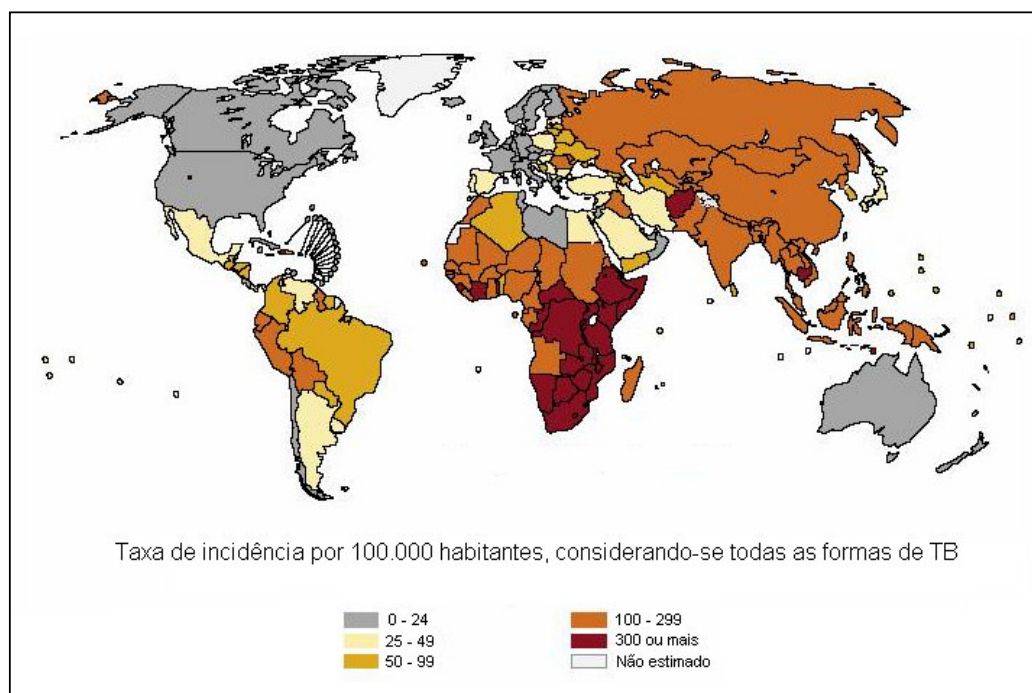 Taxa de incidência por 100.000 habitantes, considerando-se todas as formas de TB
0 - 24
25 - 49
50 - 99
100 - 299
300 ou mais
Não estimado